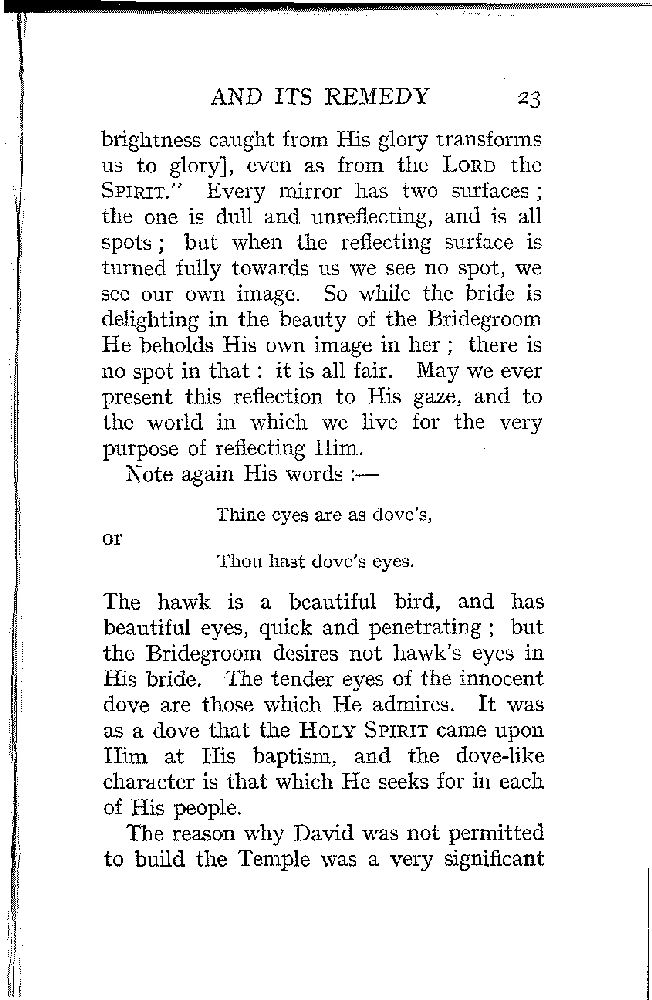 AND ITS REMEDY 23
brightness caught from His glory transforms
us to glory], even as from the LORD the
SPIRIT." Every mirror has two surfaces ;
the one is dull and unreflecting, and is all
spots ; but when the reflecting surface is
turned fully towards us we see no spot, we
see our own image. So while the bride is
delighting in the beauty of the Bridegroom
He beholds His own image in her ; there is
no spot in that : it is all fair. May we ever
present this reflection to His gaze, and to
the world in which we live for the very
purpose of reflecting Him.
Note again His words :—
Thine eyes are as dove's,
or
Thou hast dove's eyes.
The hawk is a beautiful bird, and has
beautiful eyes, quick and penetrating ; but
the Bridegroom desires not hawk's eyes in
His bride. The tender eyes of the innocent
dove are those which He admires. It was
as a dove that the HOLY SPIRIT came upon
Him at His baptism, and the dove-like
character is that which He seeks for in each
of His people.
The reason why David was not permitted
to build the Temple was a very significant